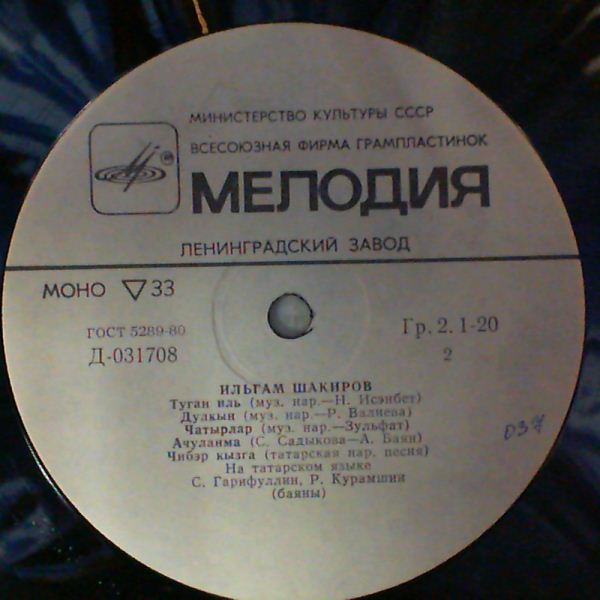 МИНИСТЕРСТВО КУЛЬТУРЫ СССР
ВСЕСОЮЗНАЯ ФИРМА ГРАМПЛАСТИНОК
МЕЛОДИЯ
ЛЕНИНГРАДСКИЙ ЗАВОД
МОНО ▽ 33
ГОСТ 5289-80
Гр. 2. 1-20
Д-031708
2
ИЛЬГАМ ШАКИРОВ
Туган иль (муз. нар.—Н. Исэнбет)
Дулкын (муз. нар.—Р. Валиева)
Чатырлар (муз. нар.—Зульфат)
Ачуланма (С. Садыкова—А. Баян)
Чибэр кызга (татарская нар. песня)
На татарском языке
С. Гарифуллин, Р. Курамшин
(баяны)
037